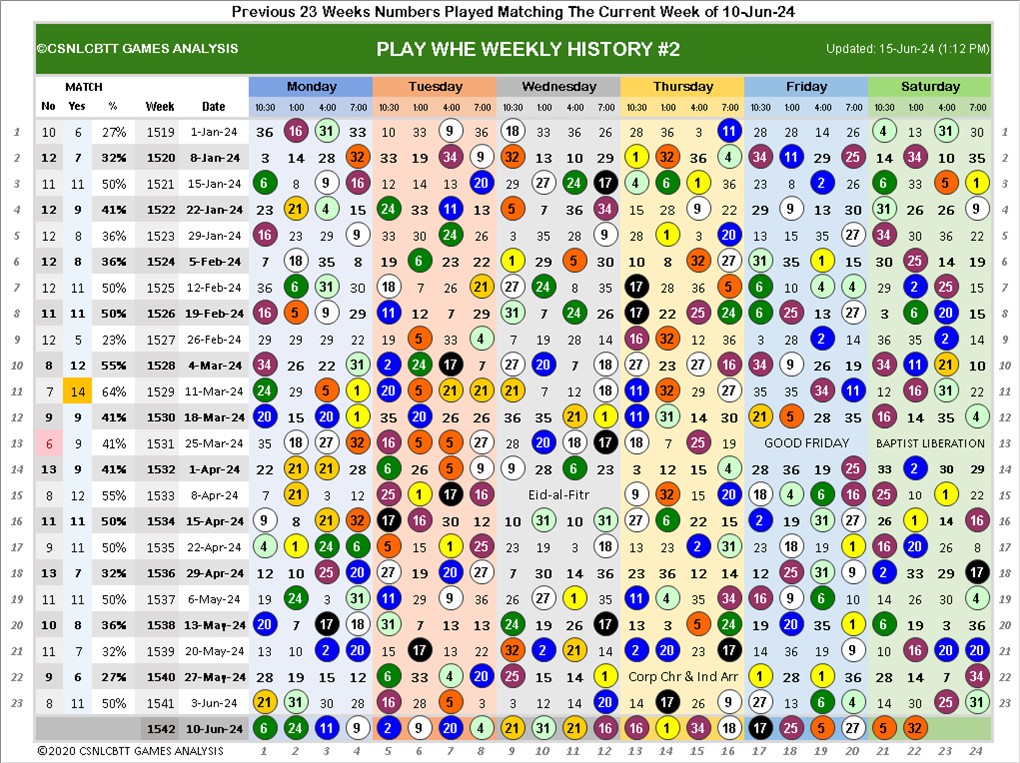 Previous 23 Weeks Numbers Played Matching The Current Week of 10-Jun-24
©CSNLCBTT GAMES ANALYSIS PLAY WHE WEEKLY HISTORY #2 Updated: 15-Jun-24 (1:12 PM)
MATCH Monday Tuesday Wednesday Thursday Friday Saturday
No Yes % Week Date 10:30 1:00 4:00 7:00 10:30 1:00 4:00 7:00 10:30 1:00 4:00 7:00 10:30 1:00 4:00 7:00 10:30 1:00 4:00 7:00 10:30 1:00 4:00 7:00
1 10 6 27% 1519 1-Jan-24 36 16 31 33 10 33 9 36 18 33 36 26 28 36 3 11 28 28 14 26 4 13 31 30 1
2 12 7 32% 1520 8-Jan-24 3 14 28 32 33 19 34 9 32 13 10 29 1 32 36 4 34 11 29 25 14 34 10 35 2
3 11 11 50% 1521 15-Jan-24 6 8 9 16 12 14 13 20 29 27 24 17 4 6 1 36 23 8 2 26 6 33 5 1 3
4 12 9 41% 1522 22-Jan-24 23 21 4 15 24 33 11 13 5 7 36 34 15 28 9 22 29 9 13 30 31 26 26 9 4
5 12 8 36% 1523 29-Jan-24 16 23 29 9 33 30 24 26 3 35 28 9 28 1 3 20 13 15 35 27 34 30 36 22 5
6 12 8 36% 1524 5-Feb-24 7 18 35 8 19 6 23 22 1 29 5 30 10 8 32 27 31 35 1 15 30 25 14 19 6
7 12 11 50% 1525 12-Feb-24 36 6 31 30 18 7 26 21 27 24 8 35 17 28 36 5 6 10 4 4 29 2 25 15 7
8 11 11 50% 1526 19-Feb-24 16 5 9 29 11 12 7 29 31 7 24 26 17 22 25 24 6 25 13 27 3 6 20 15 8
9 12 5 23% 1527 26-Feb-24 29 29 29 22 19 5 33 4 7 19 28 14 16 32 12 36 3 28 2 14 36 35 2 14 9
10 8 12 55% 1528 4-Mar-24 34 26 22 31 2 24 17 7 27 20 7 18 10 27 27 16 34 9 26 22 34 11 21 10 10
11 7 14 64% 1529 11-Mar-24 24 29 5 1 20 5 21 21 21 7 12 18 11 32 29 27 35 35 34 11 12 16 31 22 11
12 9 9 41% 1530 18-Mar-24 20 15 20 1 35 20 26 26 36 35 21 1 11 31 14 30 21 5 28 35 16 14 35 4 12
13 6 9 41% 1531 25-Mar-24 35 18 27 32 16 5 5 27 28 20 18 17 18 7 25 19 GOOD FRIDAY BAPTIST LIBERATION 13
14 13 9 41% 1532 1-Apr-24 22 21 21 28 6 26 5 9 9 28 6 23 3 12 15 4 28 36 19 25 33 2 30 29 14
15 8 12 55% 1533 8-Apr-24 7 21 3 12 25 1 17 16 Eid-al-Fitr 9 32 15 20 18 4 6 16 25 10 1 22 15
16 11 11 50% 1534 15-Apr-24 9 8 21 32 17 16 30 12 10 31 10 31 27 6 22 15 2 19 31 27 26 1 14 16 16
17 9 11 50% 1535 22-Apr-24 4 1 24 6 5 15 1 25 23 19 3 18 13 23 2 31 23 18 19 1 16 20 26 8 17
18 13 7 32% 1536 29-Apr-24 12 10 25 20 27 19 20 27 7 30 14 36 23 36 12 14 12 25 31 9 2 33 29 17 18
19 11 11 50% 1537 6-May-24 19 24 3 31 11 29 9 36 26 27 1 35 11 4 35 34 16 9 6 10 14 26 30 4 19
20 10 8 36% 1538 13-May-24 20 7 17 18 31 7 13 13 24 19 26 17 13 3 5 24 19 20 35 1 6 19 3 36 20
21 11 7 32% 1539 20-May-24 13 10 2 20 15 17 13 22 32 2 21 14 2 20 23 17 14 36 19 9 10 16 20 20 21
22 9 6 27% 1540 27-May-24 28 19 15 12 6 33 4 20 25 15 14 1 Corp Chr & Ind Arr 1 28 1 36 28 14 7 34 22
23 8 11 50% 1541 3-Jun-24 21 31 30 28 16 28 5 3 3 12 14 20 14 17 24 9 27 13 6 4 14 30 25 31 23
1542 10-Jun-24 6 24 11 9 2 9 20 4 21 31 21 16 16 1 34 18 17 25 5 27 5 32
©2020 CSNLCBTT GAMES ANALYSIS 1 2 3 4 5 6 7 8 9 10 11 12 13 14 15 16 17 18 19 20 21 22 23 24